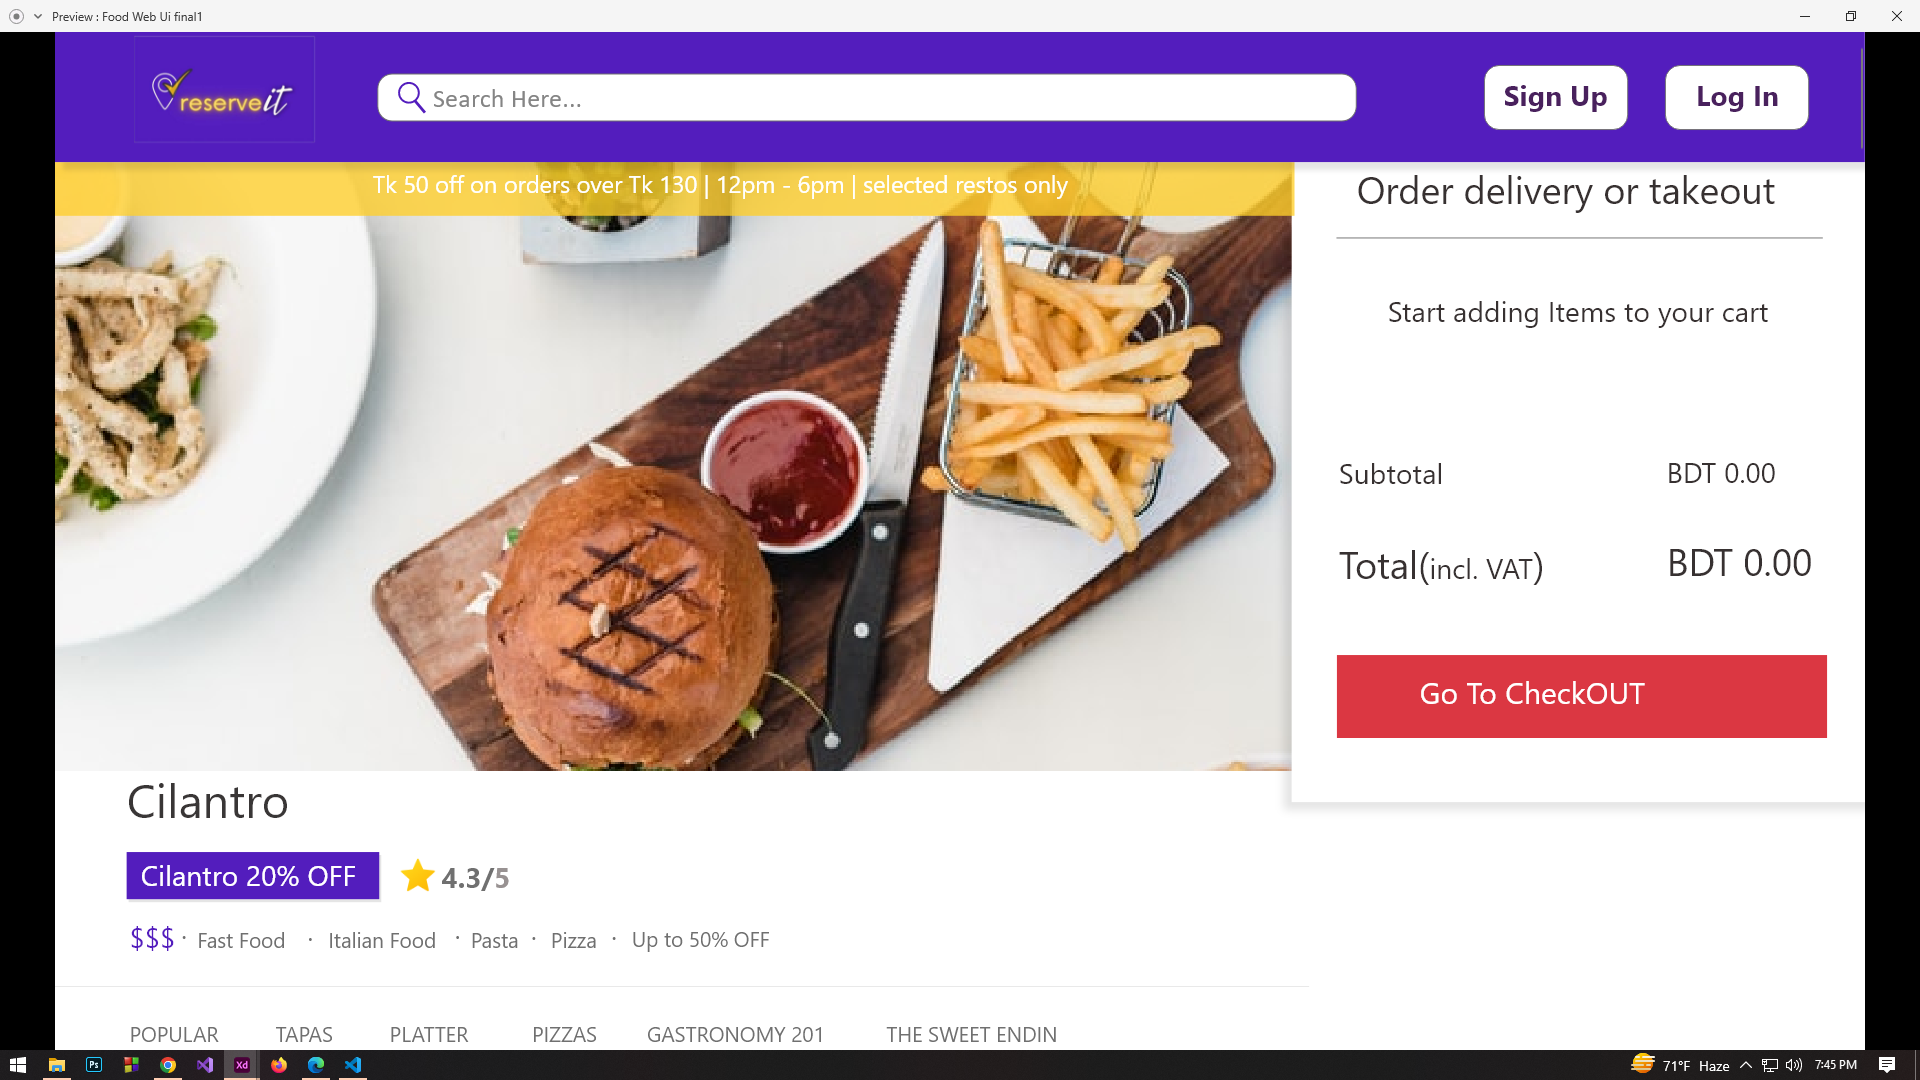 Preview : Food Web Ui final1
reserveit
Search Here...
Sign Up
Log In
Tk 50 off on orders over Tk 130 | 12pm - 6pm | selected restos only
Order delivery or takeout
Start adding Items to your cart
Subtotal BDT 0.00
Total(incl. VAT) BDT 0.00
Go To CheckOUT
Cilantro
Cilantro 20% OFF 4.3/5
$$$ · Fast Food · Italian Food · Pasta · Pizza · Up to 50% OFF
POPULAR TAPAS PLATTER PIZZAS GASTRONOMY 201 THE SWEET ENDIN
Ps Xd 71°F Haze 7:45 PM